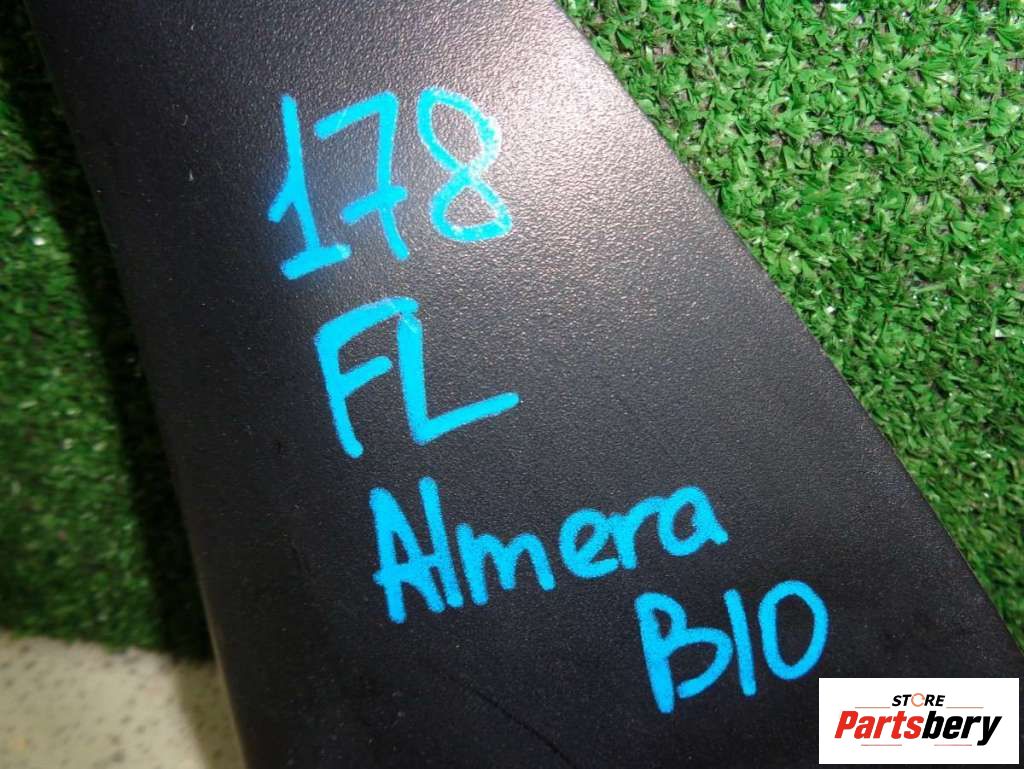 178
FL
Almera
B10
STORE
Partsbery